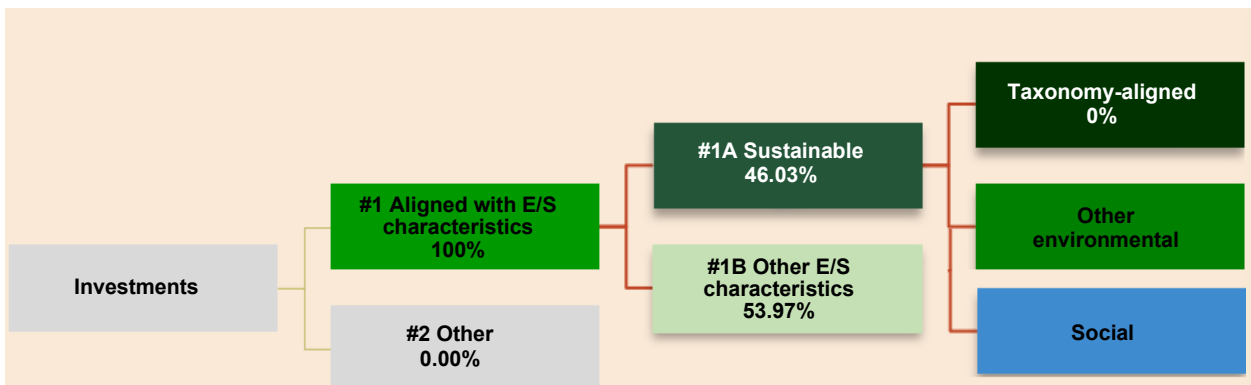 Investments
#1 Aligned with E/S
characteristics
100%
#2 Other
0.00%
#1A Sustainable
46.03%
#1B Other E/S
characteristics
53.97%
Taxonomy-aligned
0%
Other
environmental
Social